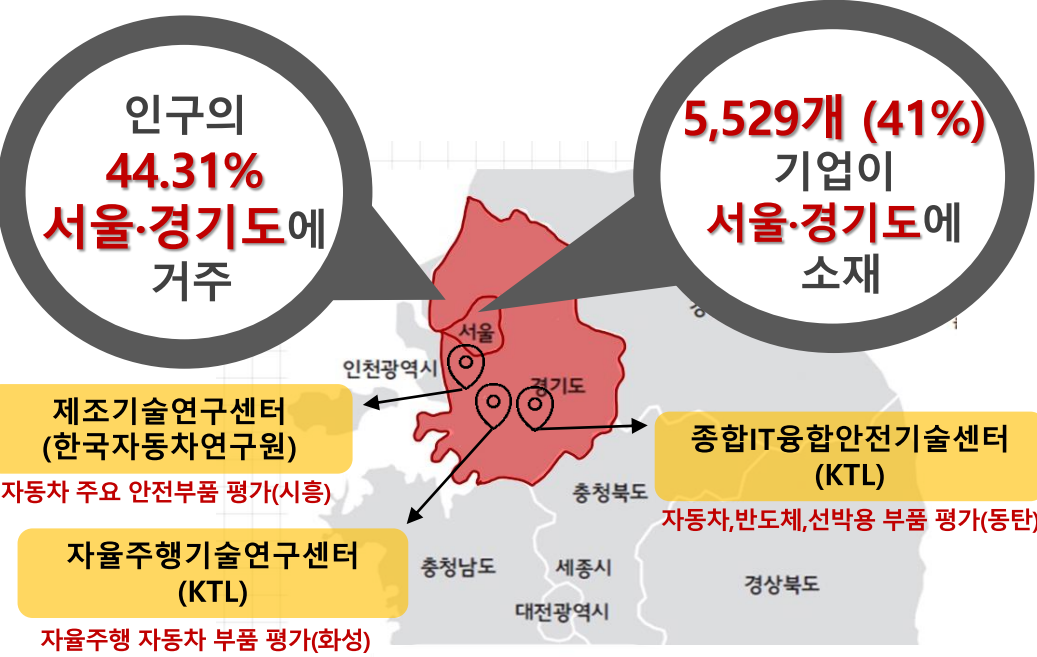 인구의
44.31%
서울·경기도에
거주
5,529개 (41%)
기업이
서울·경기도에
소재
서울
인천광역시
경기도
제조기술연구센터
(한국자동차연구원)
자동차 주요 안전부품 평가(시흥)
종합IT융합안전기술센터
(KTL)
자동차,반도체,선박용 부품 평가(동탄)
충청북도
자율주행기술연구센터
(KTL)
자율주행 자동차 부품 평가(화성)
충청남도
세종시
대전광역시
경상북도